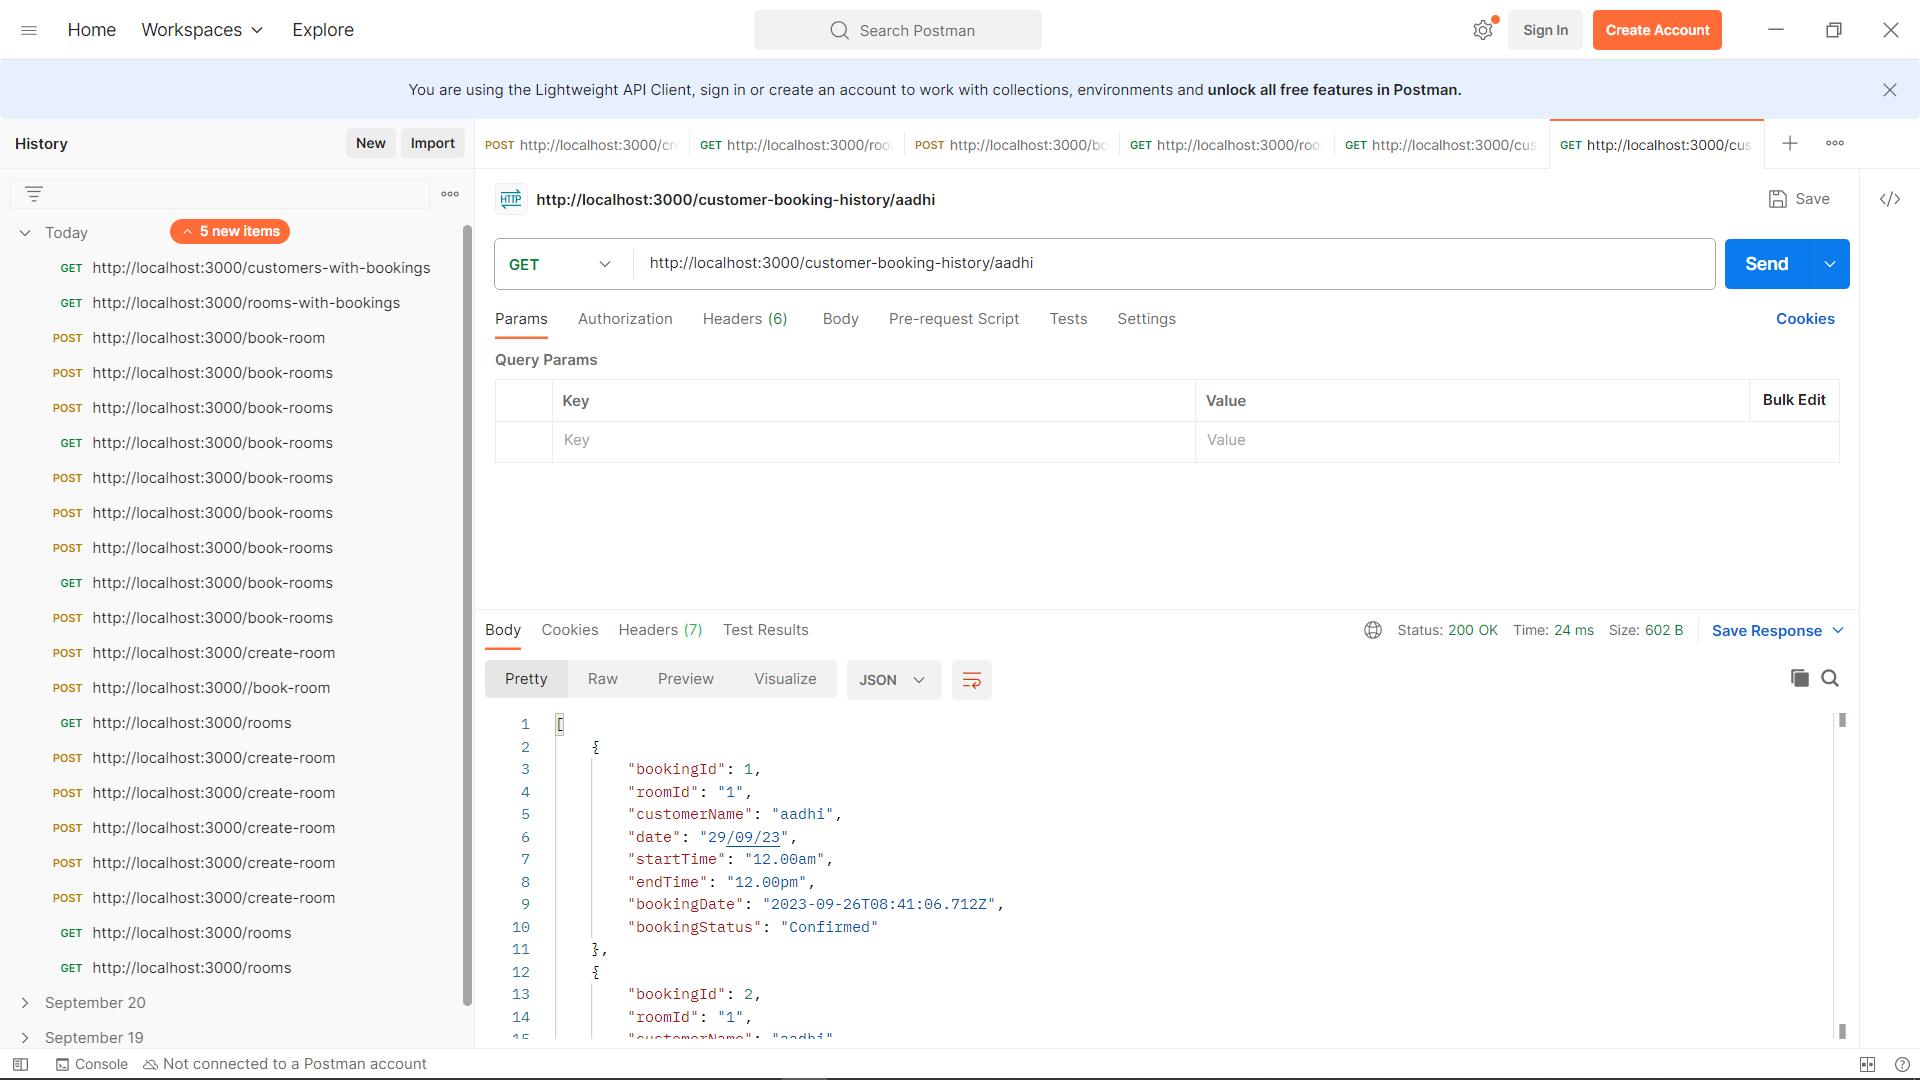 Home Workspaces Explore Search Postman Sign In Create Account
You are using the Lightweight API Client, sign in or create an account to work with collections, environments and unlock all free features in Postman.
History New Import
POST http://localhost:3000/cr GET http://localhost:3000/roo POST http://localhost:3000/bo GET http://localhost:3000/roo GET http://localhost:3000/cus GET http://localhost:3000/cus
Today 5 new items
GET http://localhost:3000/customers-with-bookings
GET http://localhost:3000/rooms-with-bookings
POST http://localhost:3000/book-room
POST http://localhost:3000/book-rooms
POST http://localhost:3000/book-rooms
GET http://localhost:3000/book-rooms
POST http://localhost:3000/book-rooms
POST http://localhost:3000/book-rooms
POST http://localhost:3000/book-rooms
GET http://localhost:3000/book-rooms
POST http://localhost:3000/book-rooms
POST http://localhost:3000/create-room
POST http://localhost:3000//book-room
GET http://localhost:3000/rooms
POST http://localhost:3000/create-room
POST http://localhost:3000/create-room
POST http://localhost:3000/create-room
POST http://localhost:3000/create-room
POST http://localhost:3000/create-room
GET http://localhost:3000/rooms
GET http://localhost:3000/rooms
September 20
September 19
HTTP http://localhost:3000/customer-booking-history/aadhi Save </>
GET http://localhost:3000/customer-booking-history/aadhi Send
Params Authorization Headers (6) Body Pre-request Script Tests Settings Cookies
Query Params
Key Value Bulk Edit
Key Value
Body Cookies Headers (7) Test Results Status: 200 OK Time: 24 ms Size: 602 B Save Response
Pretty Raw Preview Visualize JSON
1 [
2 {
3 "bookingId": 1,
4 "roomId": "1",
5 "customerName": "aadhi",
6 "date": "29/09/23",
7 "startTime": "12.00am",
8 "endTime": "12.00pm",
9 "bookingDate": "2023-09-26T08:41:06.712Z",
10 "bookingStatus": "Confirmed"
11 },
12 {
13 "bookingId": 2,
14 "roomId": "1",
15 "customerName": "aadhi"
Console Not connected to a Postman account